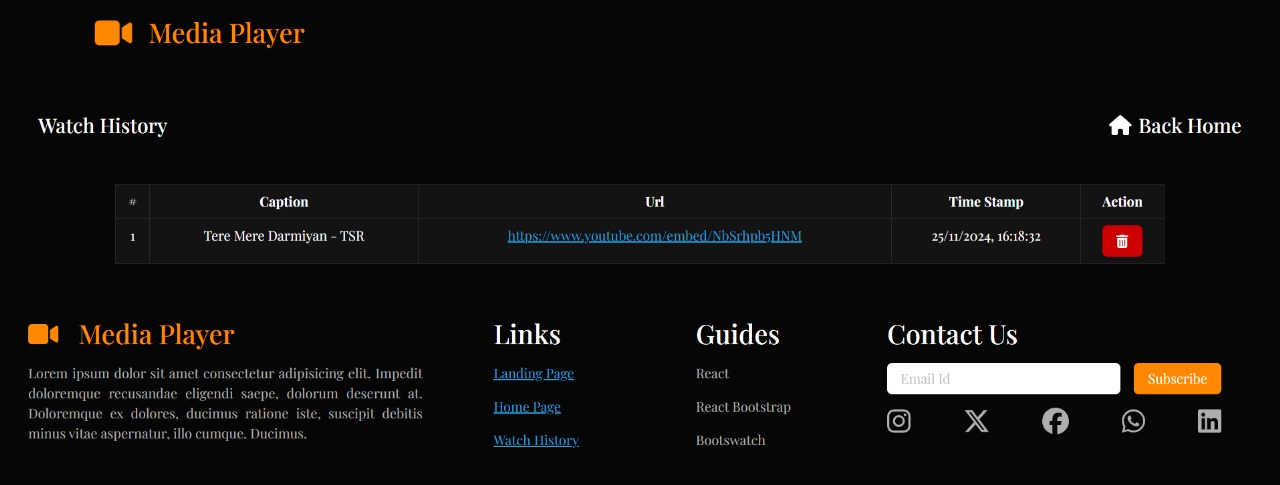 Media Player
Watch History
Back Home
# Caption Url Time Stamp Action
1 Tere Mere Darmiyan - TSR https://www.youtube.com/embed/NbSrhpb5HNM 25/11/2024, 16:18:32
Media Player
Lorem ipsum dolor sit amet consectetur adipisicing elit. Impedit
doloremque recusandae eligendi saepe, dolorum deserunt at.
Doloremque ex dolores, ducimus ratione iste, suscipit debitis
minus vitae aspernatur, illo cumque. Ducimus.
Links
Landing Page
Home Page
Watch History
Guides
React
React Bootstrap
Bootswatch
Contact Us
Email Id
Subscribe